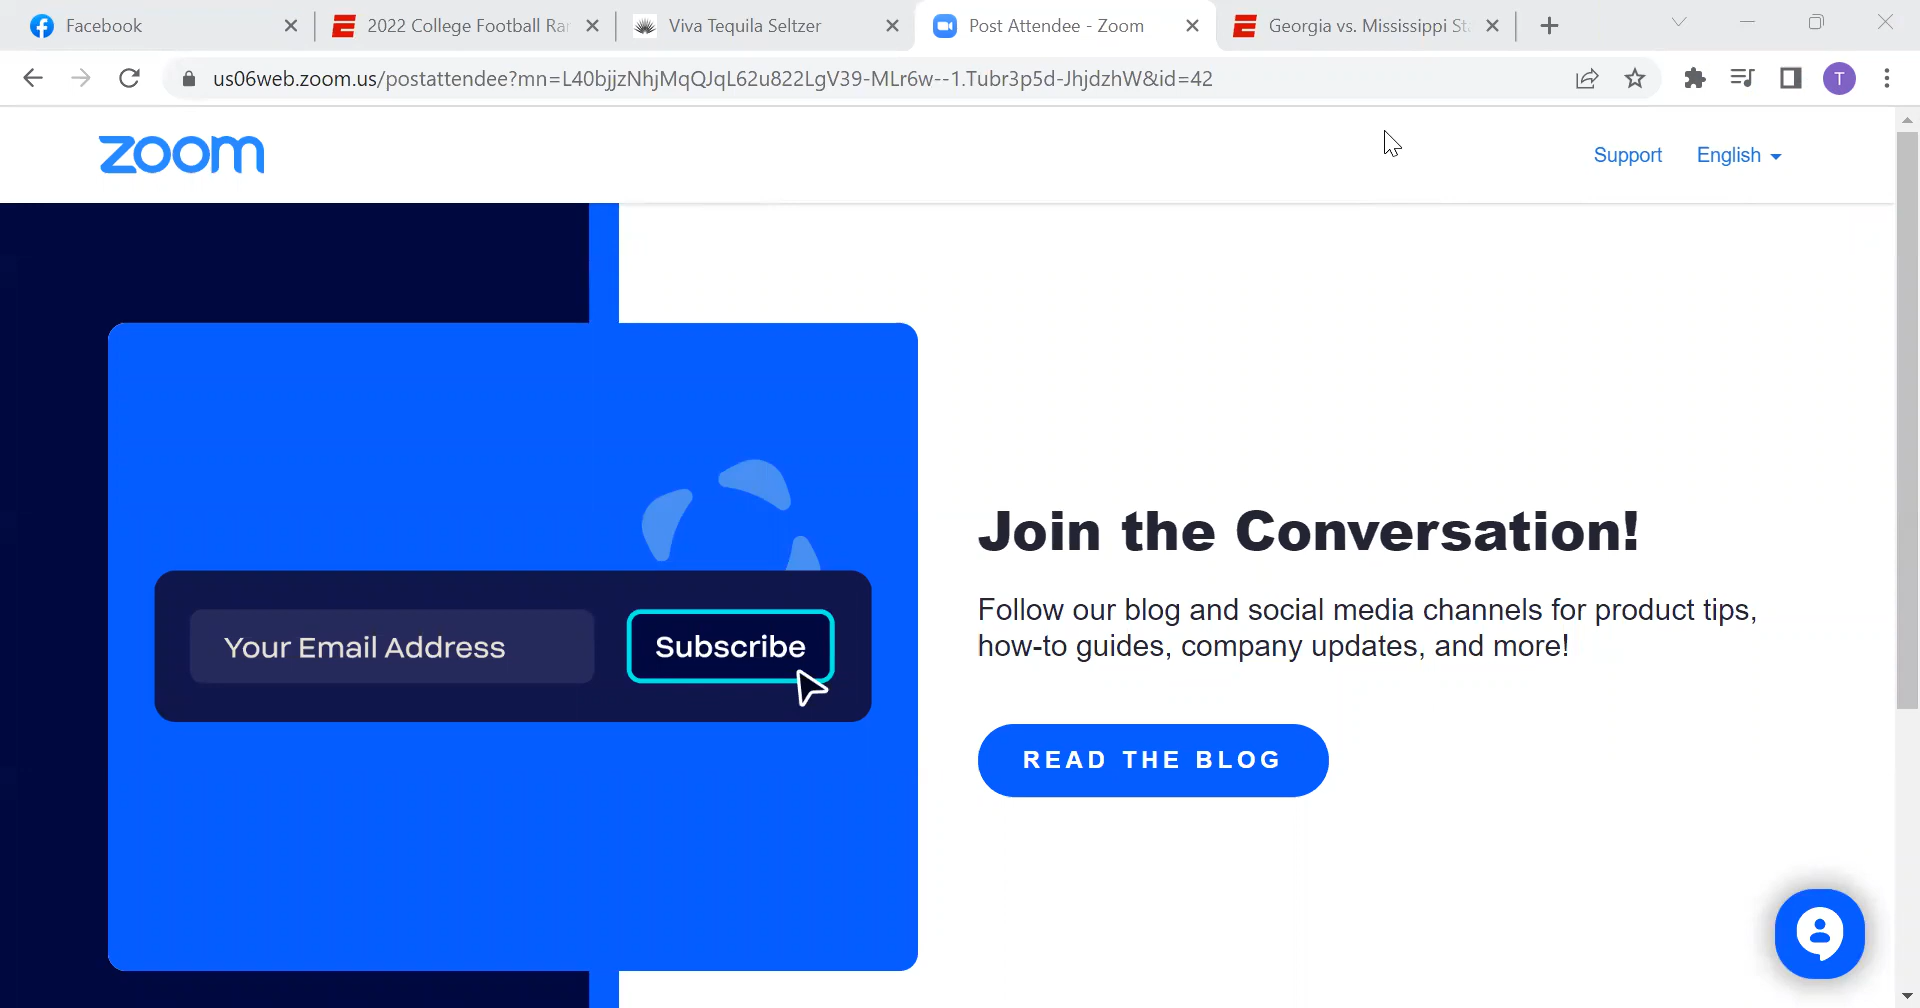 Facebook
2022 College Football Ra
Viva Tequila Seltzer
Post Attendee - Zoom
Georgia vs. Mississippi St
us06web.zoom.us/postattendee?mn=L40bjjzNhjMqQJqL62u822LgV39-MLr6w--1.Tubr3p5d-JhjdzhW&id=42
T
zoom
Support
English
Your Email Address
Subscribe
Join the Conversation!
Follow our blog and social media channels for product tips,
how-to guides, company updates, and more!
READ THE BLOG